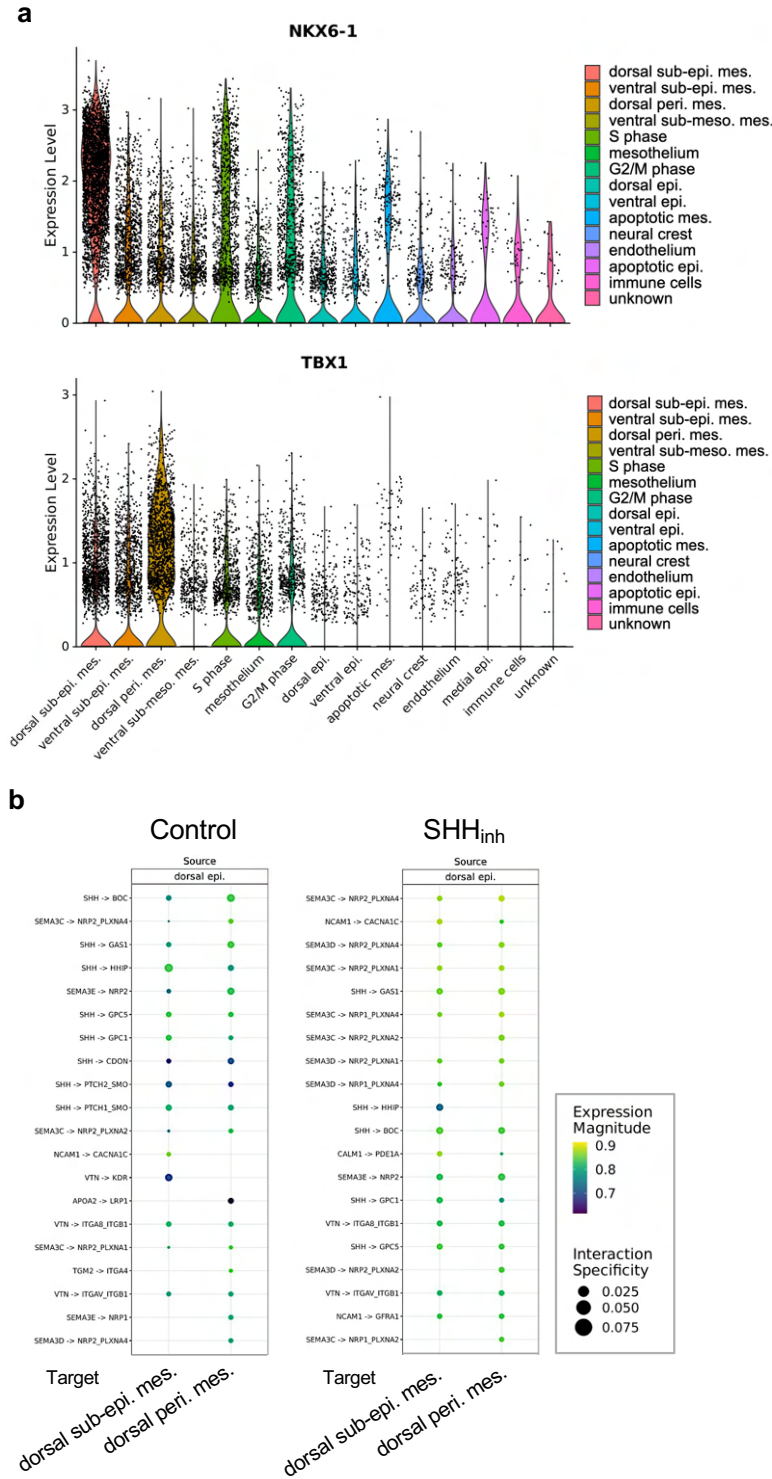 a
NKX6-1
Expression Level
3
2
1
0
dorsal sub-epi. mes.
ventral sub-epi. mes.
dorsal peri. mes.
ventral sub-meso. mes.
S phase
mesothelium
G2/M phase
dorsal epi.
ventral epi.
apoptotic mes.
neural crest
endothelium
apoptotic epi.
immune cells
unknown
TBX1
Expression Level
3
2
1
0
dorsal sub-epi. mes.
ventral sub-epi. mes.
dorsal peri. mes.
ventral sub-meso. mes.
S phase
mesothelium
G2/M phase
dorsal epi.
ventral epi.
apoptotic mes.
neural crest
endothelium
apoptotic epi.
immune cells
unknown
dorsal sub-epi. mes.
ventral sub-epi. mes.
dorsal peri. mes.
ventral sub-meso. mes.
S phase
mesothelium
G2/M phase
dorsal epi.
ventral epi.
apoptotic mes.
neural crest
endothelium
medial epi.
immune cells
unknown
b
Control
Source
dorsal epi.
SHH -> BOC
SEMA3C -> NRP2_PLXNA4
SHH -> GAS1
SHH -> HHIP
SEMA3E -> NRP2
SHH -> GPC5
SHH -> GPC1
SHH -> CDON
SHH -> PTCH2_SMO
SHH -> PTCH1_SMO
SEMA3C -> NRP2_PLXNA2
NCAM1 -> CACNA1C
VTN -> KDR
APOA2 -> LRP1
VTN -> ITGA8_ITGB1
SEMA3C -> NRP2_PLXNA1
TGM2 -> ITGA4
VTN -> ITGAV_ITGB1
SEMA3E -> NRP1
SEMA3D -> NRP2_PLXNA4
Target
dorsal sub-epi. mes.
dorsal peri. mes.
SHHinh
Source
dorsal epi.
SEMA3C -> NRP2_PLXNA4
NCAM1 -> CACNA1C
SEMA3D -> NRP2_PLXNA4
SEMA3C -> NRP2_PLXNA1
SHH -> GAS1
SEMA3C -> NRP1_PLXNA4
SEMA3C -> NRP2_PLXNA2
SEMA3D -> NRP2_PLXNA1
SEMA3D -> NRP1_PLXNA4
SHH -> HHIP
SHH -> BOC
CALM1 -> PDE1A
SEMA3E -> NRP2
SHH -> GPC1
VTN -> ITGA8_ITGB1
SHH -> GPC5
SEMA3D -> NRP2_PLXNA2
VTN -> ITGAV_ITGB1
NCAM1 -> GFRA1
SEMA3C -> NRP1_PLXNA2
Target
dorsal sub-epi. mes.
dorsal peri. mes.
Expression
Magnitude
0.9
0.8
0.7
Interaction
Specificity
0.025
0.050
0.075